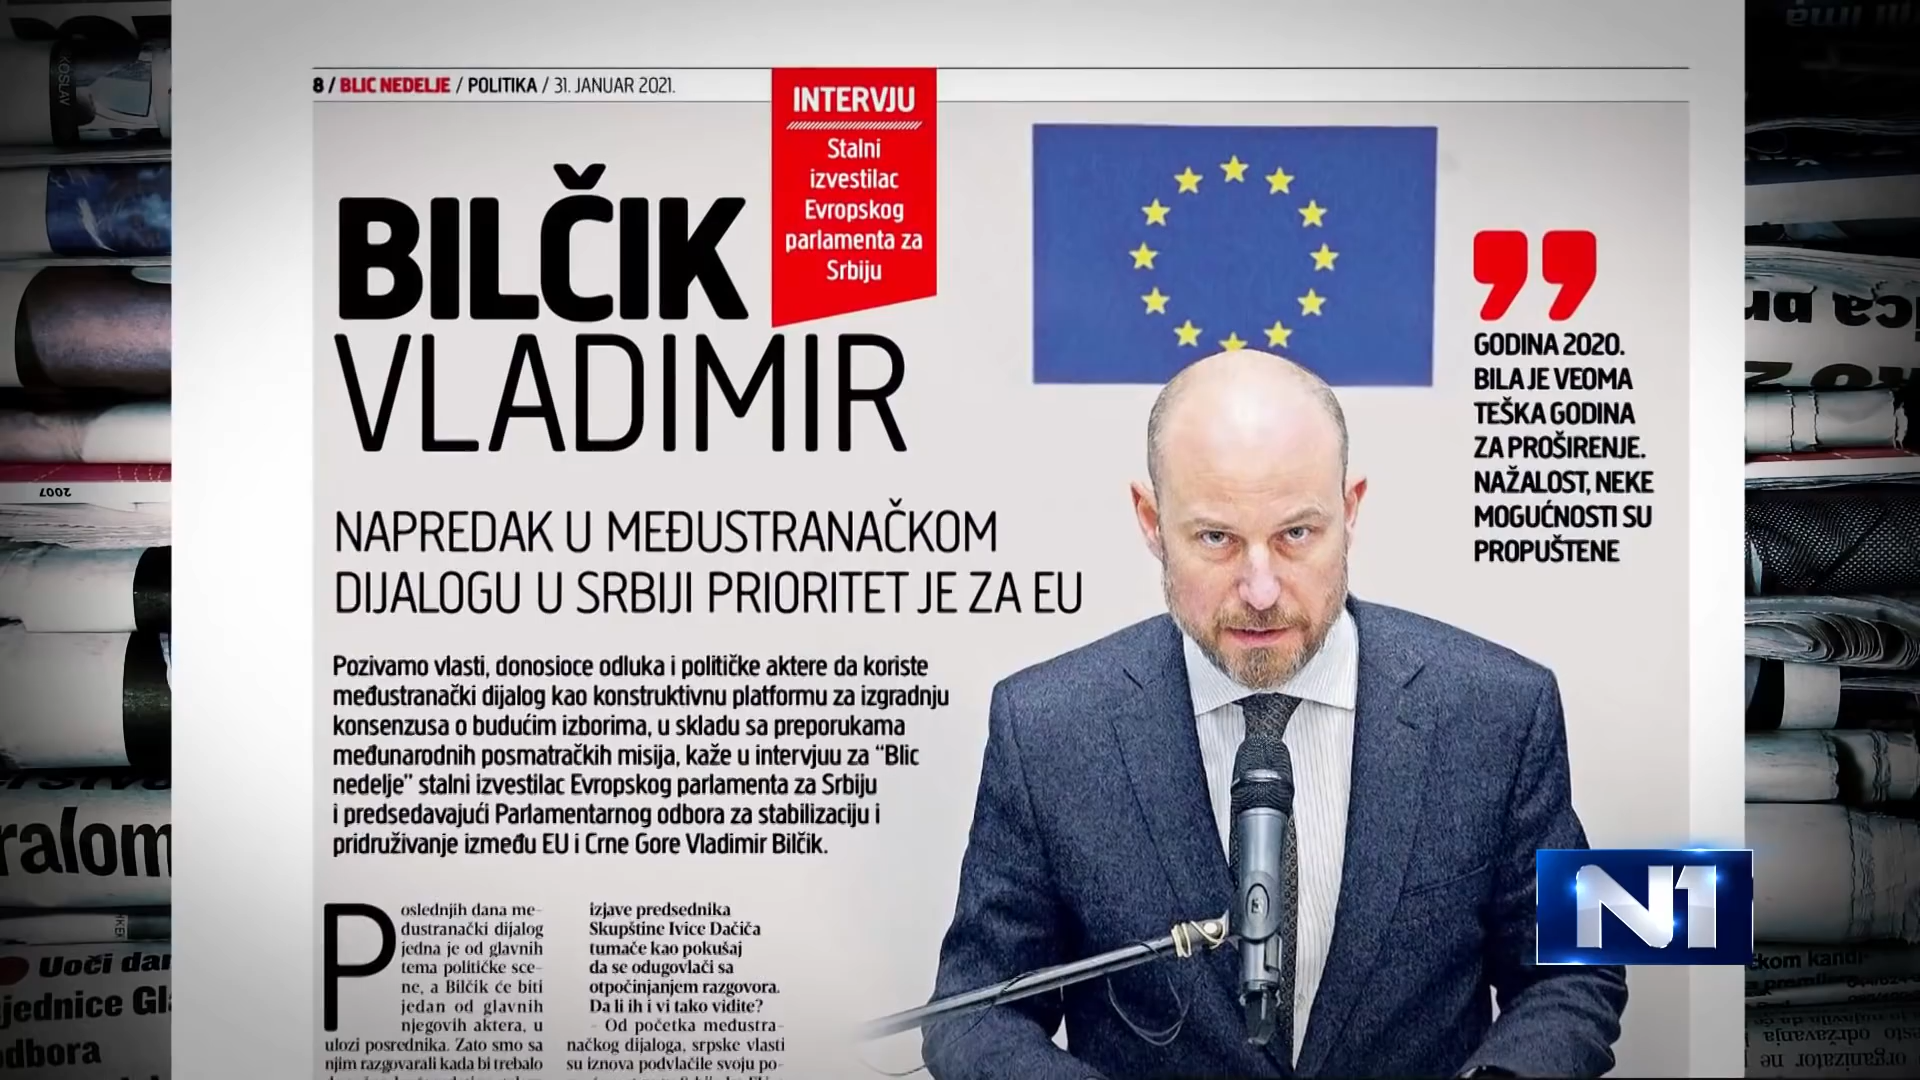 8 / BLIC NEDELJE / POLITIKA / 31. JANUAR 2021.
INTERVJU
Stalni
izvestilac
Evropskog
parlamenta za
Srbiju
BILČIK
VLADIMIR
NAPREDAK U MEĐUSTRANAČKOM
DIJALOGU U SRBIJI PRIORITET JE ZA EU
Pozivamo vlasti, donosioce odluka i političke aktere da koriste
međustranački dijalog kao konstruktivnu platformu za izgradnju
konsenzusa o budućim izborima, u skladu sa preporukama
međunarodnih posmatračkih misija, kaže u intervjuu za “Blic
nedelje” stalni izvestilac Evropskog parlamenta za Srbiju
i predsedavajući Parlamentarnog odbora za stabilizaciju i
pridruživanje između EU i Crne Gore Vladimir Bilčik.
GODINA 2020.
BILA JE VEOMA
TEŠKA GODINA
ZA PROŠIRENJE.
NAŽALOST, NEKE
MOGUĆNOSTI SU
PROPUŠTENE
Poslednjih dana me-
đustranački dijalog
jedna je od glavnih
tema političke sce-
ne, a Bilčik će biti
jedan od glavnih
njegovih aktera, u
ulozi posrednika. Zato smo sa
njim razgovarali kada bi trebalo
izjave predsednika
Skupštine Ivice Dačića
tumače kao pokušaj
da se odugovlači sa
otpočinjanjem razgovora.
Da li ih i vi tako vidite?
- Od početka međustra-
načkog dijaloga, srpske vlasti
su iznova podvlačile svoju po-
N1
2007
ralom
Uoči dan
jednice Gl
odbora